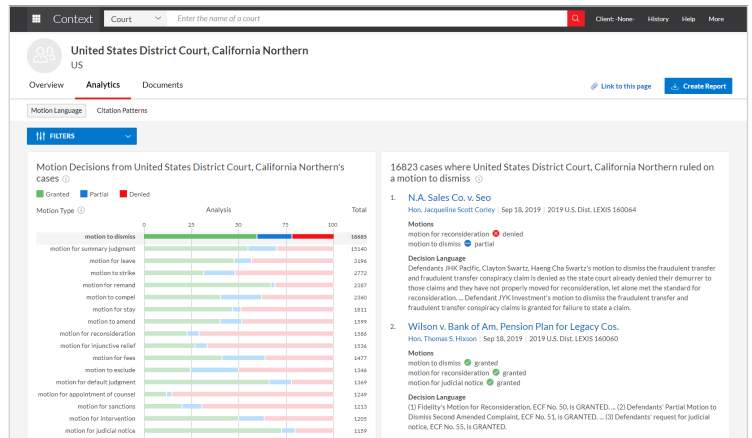 Context Court Enter the name of a court Client: -None- History Help More
United States District Court, California Northern
US
Overview Analytics Documents Link to this page Create Report
Motion Language Citation Patterns
FILTERS
Motion Decisions from United States District Court, California Northern's
cases
Granted Partial Denied
Motion Type Analysis Total
0 25 50 75 100
motion to dismiss 16683
motion for summary judgment 15140
motion for leave 3196
motion to strike 2772
motion for remand 2387
motion to compel 2360
motion for stay 1811
motion to amend 1599
motion for reconsideration 1586
motion for injunctive relief 1536
motion for fees 1477
motion to exclude 1346
motion for default judgment 1369
motion for appointment of counsel 1249
motion for sanctions 1213
motion for intervention 1205
motion for judicial notice 1159
16823 cases where United States District Court, California Northern ruled on
a motion to dismiss
1. N.A. Sales Co. v. Seo
Hon. Jacqueline Scott Corley | Sep 18, 2019 | 2019 U.S. Dist. LEXIS 160064
Motions
motion for reconsideration denied
motion to dismiss partial
Decision Language
Defendants JHK Pacific, Clayton Swartz, Haeng Cha Swartz's motion to dismiss the fraudulent transfer
and fraudulent transfer conspiracy claim is denied as the state court already denied their demurrer to
those claims and they have not properly moved for reconsideration, let alone met the standard for
reconsideration. ... Defendant JYK Investment's motion to dismiss the fraudulent transfer and
fraudulent transfer conspiracy claims is granted for failure to state a claim.
2. Wilson v. Bank of Am. Pension Plan for Legacy Cos.
Hon. Thomas S. Hixson | Sep 18, 2019 | 2019 U.S. Dist. LEXIS 160060
Motions
motion to dismiss granted
motion for reconsideration granted
motion for judicial notice granted
Decision Language
(1) Fidelity's Motion for Reconsideration, ECF No. 50, is GRANTED. ... (2) Defendants' Partial Motion to
Dismiss Second Amended Complaint, ECF No. 51, is GRANTED. ... (3) Defendants' request for judicial
notice, ECF No. 55, is GRANTED.